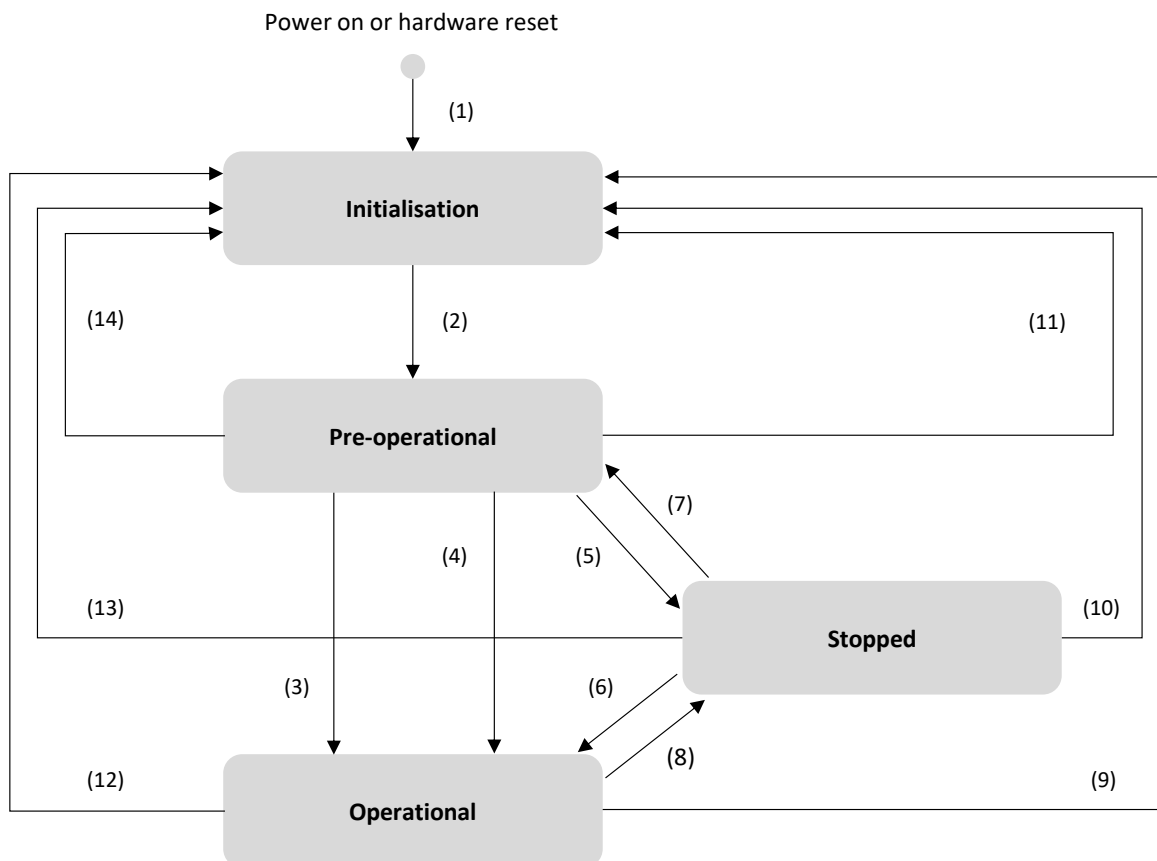 Power on or hardware reset
(1)
Initialisation
(14)
(2)
(11)
Pre-operational
(7)
(4)
(5)
(13)
(10)
Stopped
(3)
(6)
(8)
(12)
(9)
Operational